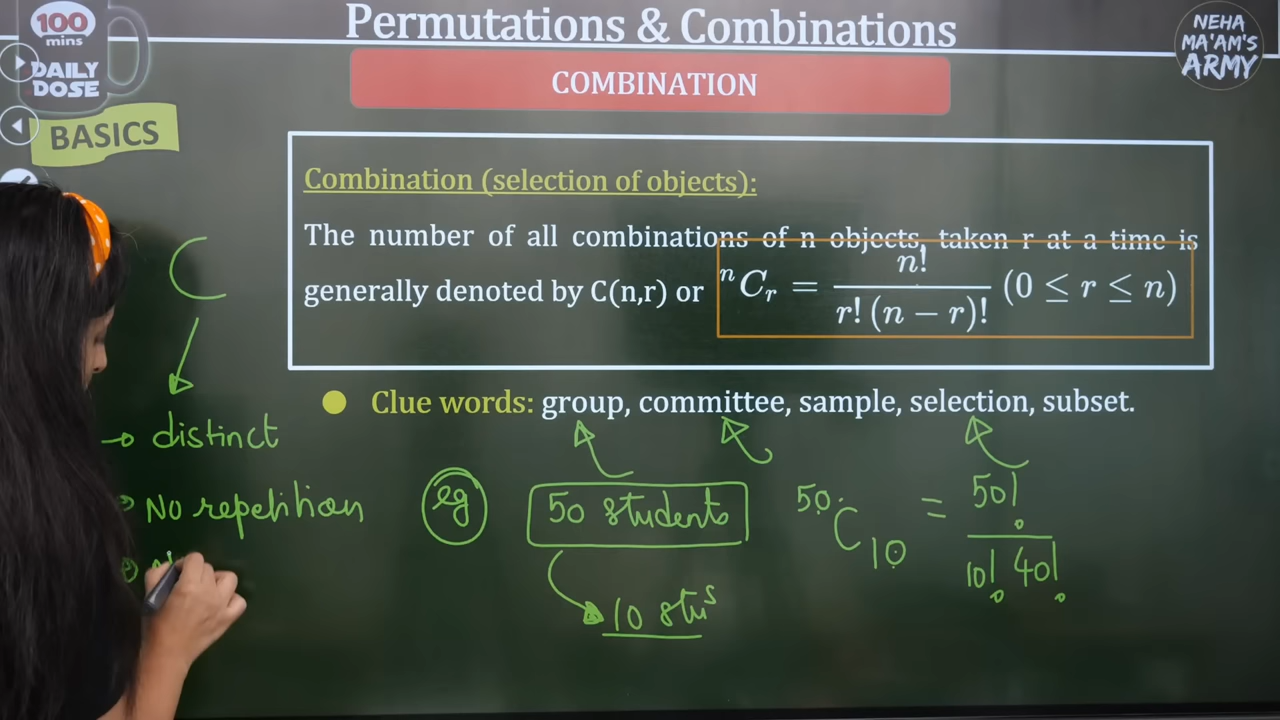 100
mins
DAILY
DOSE
Permutations & Combinations
NEHA
MA'AM'S
ARMY
COMBINATION
BASICS
Combination (selection of objects):
The number of all combinations of n objects, taken r at a time is
generally denoted by C(n,r) or ⁿCᵣ = n! / r! (n − r)! (0 ≤ r ≤ n)
Clue words: group, committee, sample, selection, subset.
C
distinct
No repetition
eg
50 students
10 stuˢ
⁵⁰C₁₀ = 50! / 10! 40!